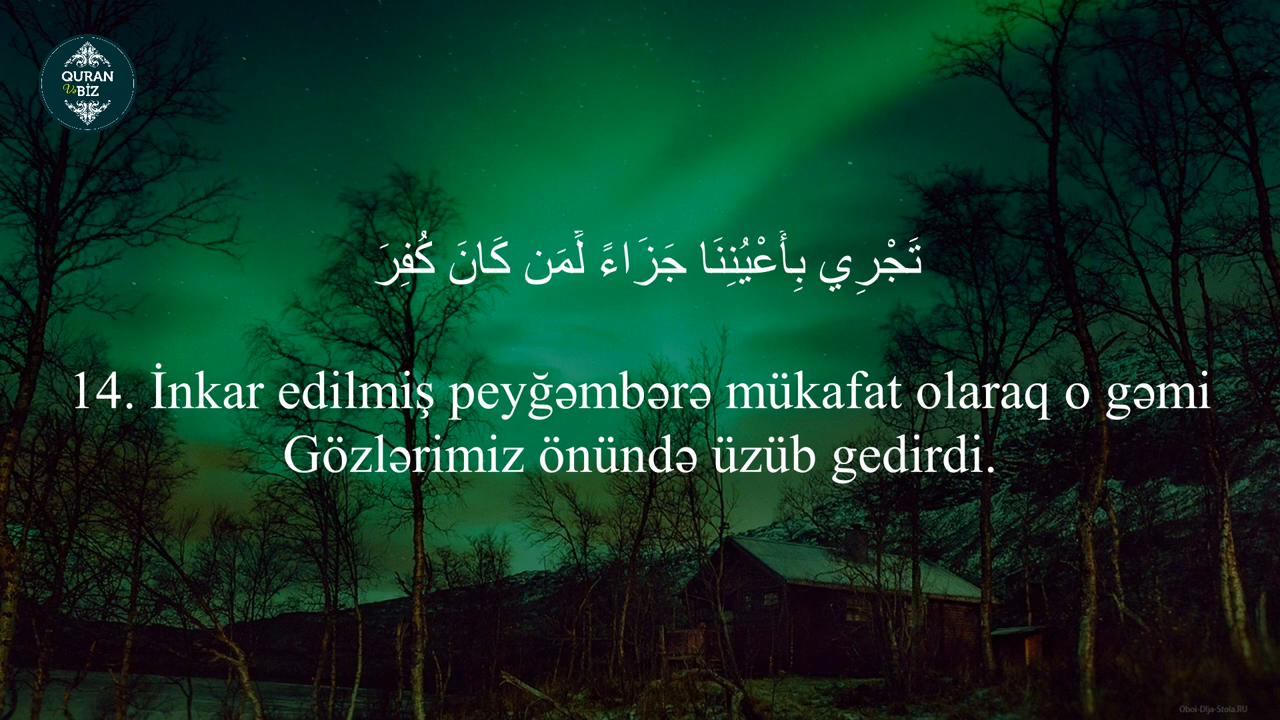 QURAN
Və BİZ
تَجْرِي بِأَعْيُنِنَا جَزَاءً لِّمَن كَانَ كُفِرَ
14. İnkar edilmiş peyğəmbərə mükafat olaraq o gəmi
Gözlərimiz önündə üzüb gedirdi.
Oboi-Dlja-Stola.RU